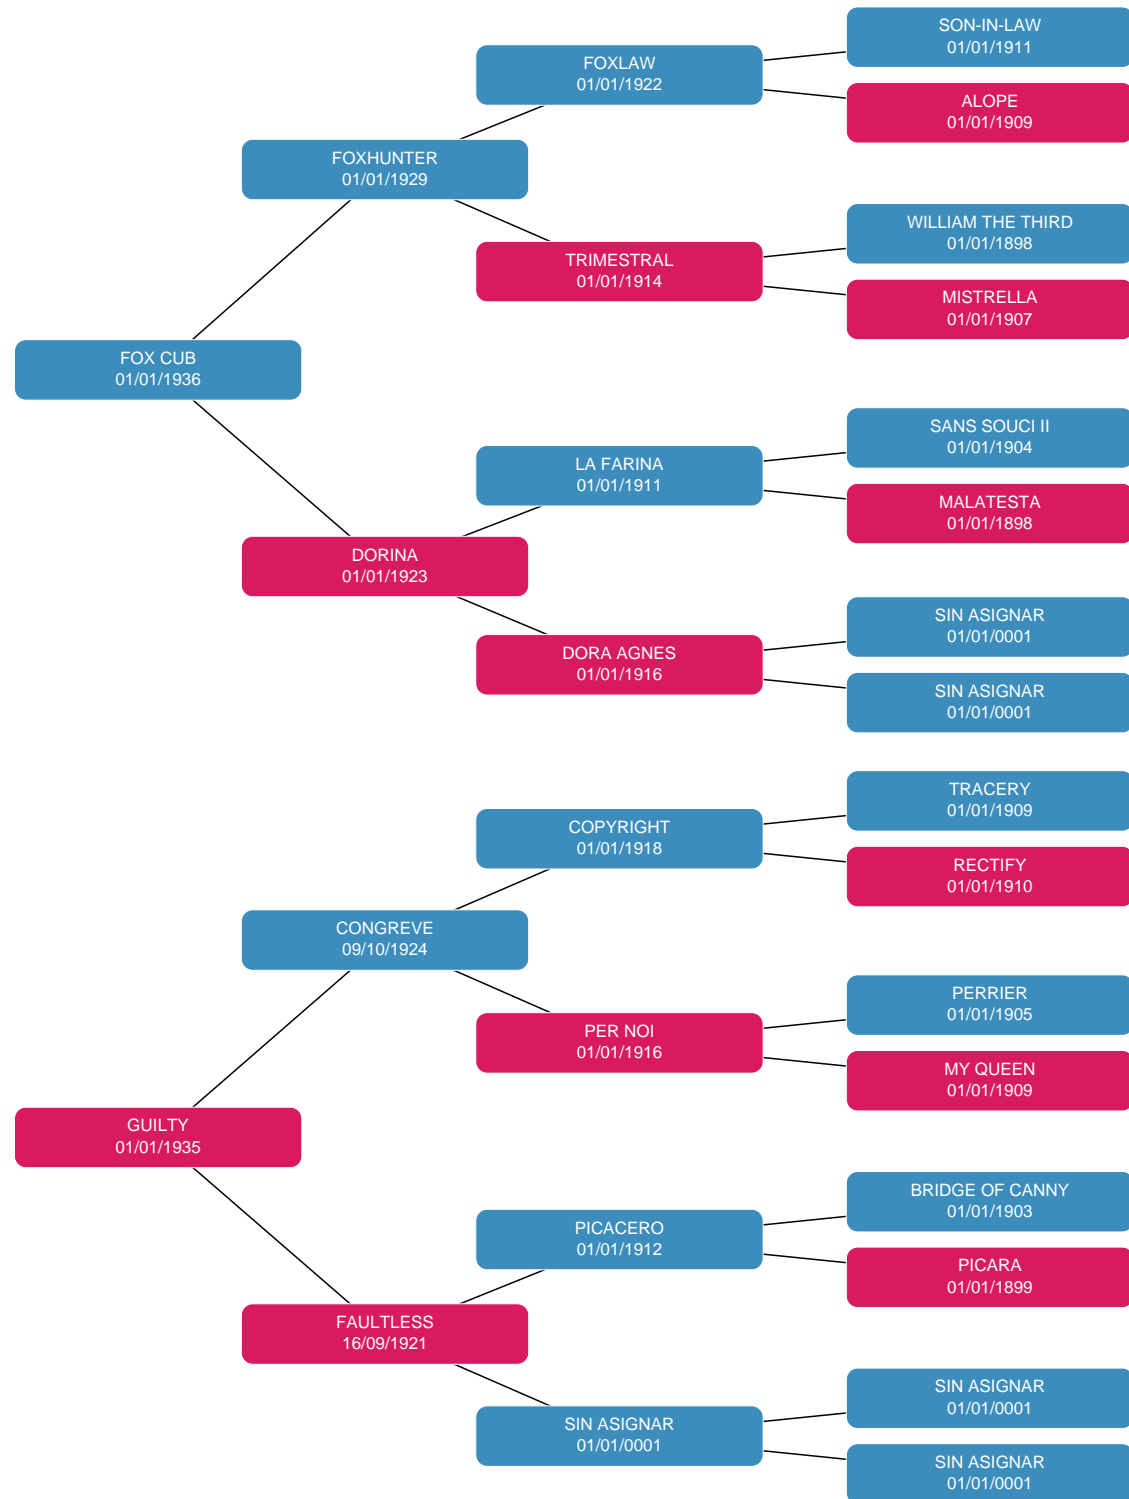 SON-IN-LAW
01/01/1911
FOXLAW
01/01/1922
ALOPE
01/01/1909
FOXHUNTER
01/01/1929
WILLIAM THE THIRD
01/01/1898
TRIMESTRAL
01/01/1914
MISTRELLA
01/01/1907
FOX CUB
01/01/1936
SANS SOUCI II
01/01/1904
LA FARINA
01/01/1911
MALATESTA
01/01/1898
DORINA
01/01/1923
SIN ASIGNAR
01/01/0001
DORA AGNES
01/01/1916
SIN ASIGNAR
01/01/0001
TRACERY
01/01/1909
COPYRIGHT
01/01/1918
RECTIFY
01/01/1910
CONGREVE
09/10/1924
PERRIER
01/01/1905
PER NOI
01/01/1916
MY QUEEN
01/01/1909
GUILTY
01/01/1935
BRIDGE OF CANNY
01/01/1903
PICACERO
01/01/1912
PICARA
01/01/1899
FAULTLESS
16/09/1921
SIN ASIGNAR
01/01/0001
SIN ASIGNAR
01/01/0001
SIN ASIGNAR
01/01/0001